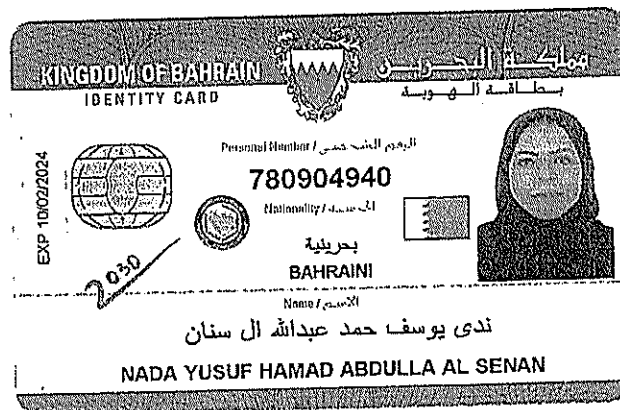 KINGDOM OF BAHRAIN
مملكة البحرين
IDENTITY CARD
بطاقة الهوية
Personal Number / الرقم الشخصي
780904940
Nationality / الجنسية
بحرينية
BAHRAINI
EXP 10/02/2024
2030
Name / الاسم
ندى يوسف حمد عبدالله ال سنان
NADA YUSUF HAMAD ABDULLA AL SENAN